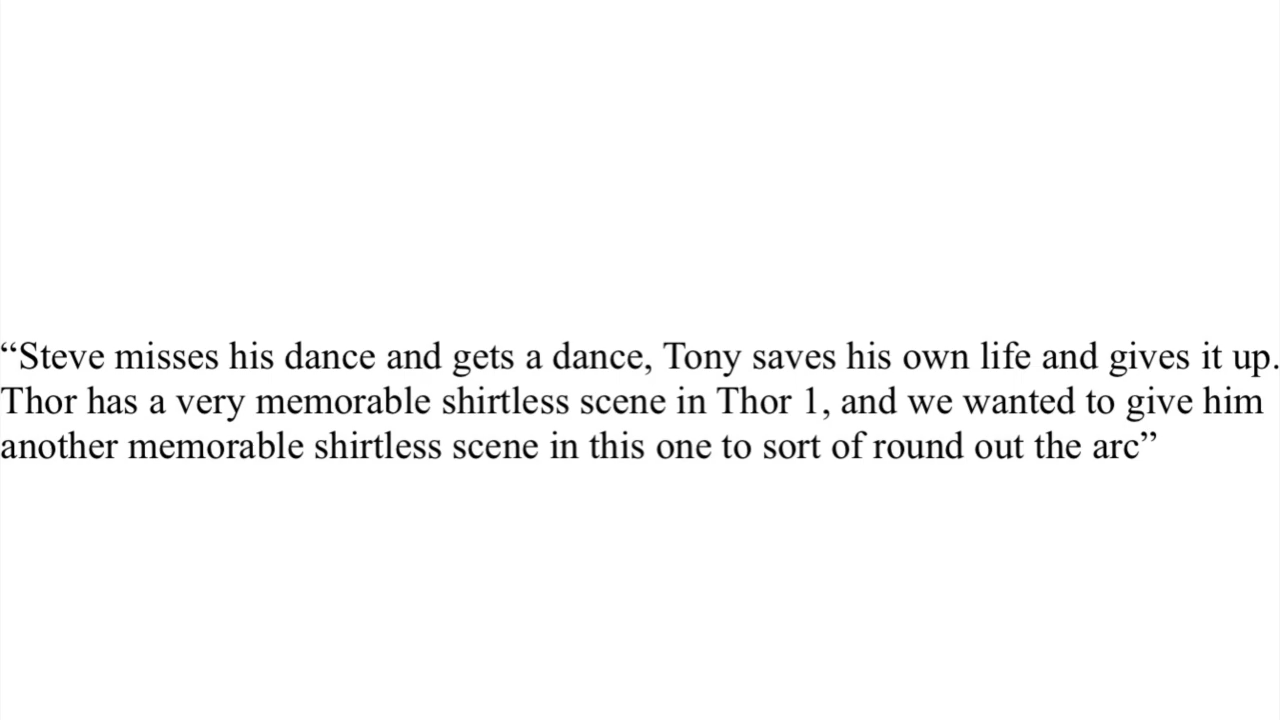 “Steve misses his dance and gets a dance, Tony saves his own life and gives it up.
Thor has a very memorable shirtless scene in Thor 1, and we wanted to give him
another memorable shirtless scene in this one to sort of round out the arc”